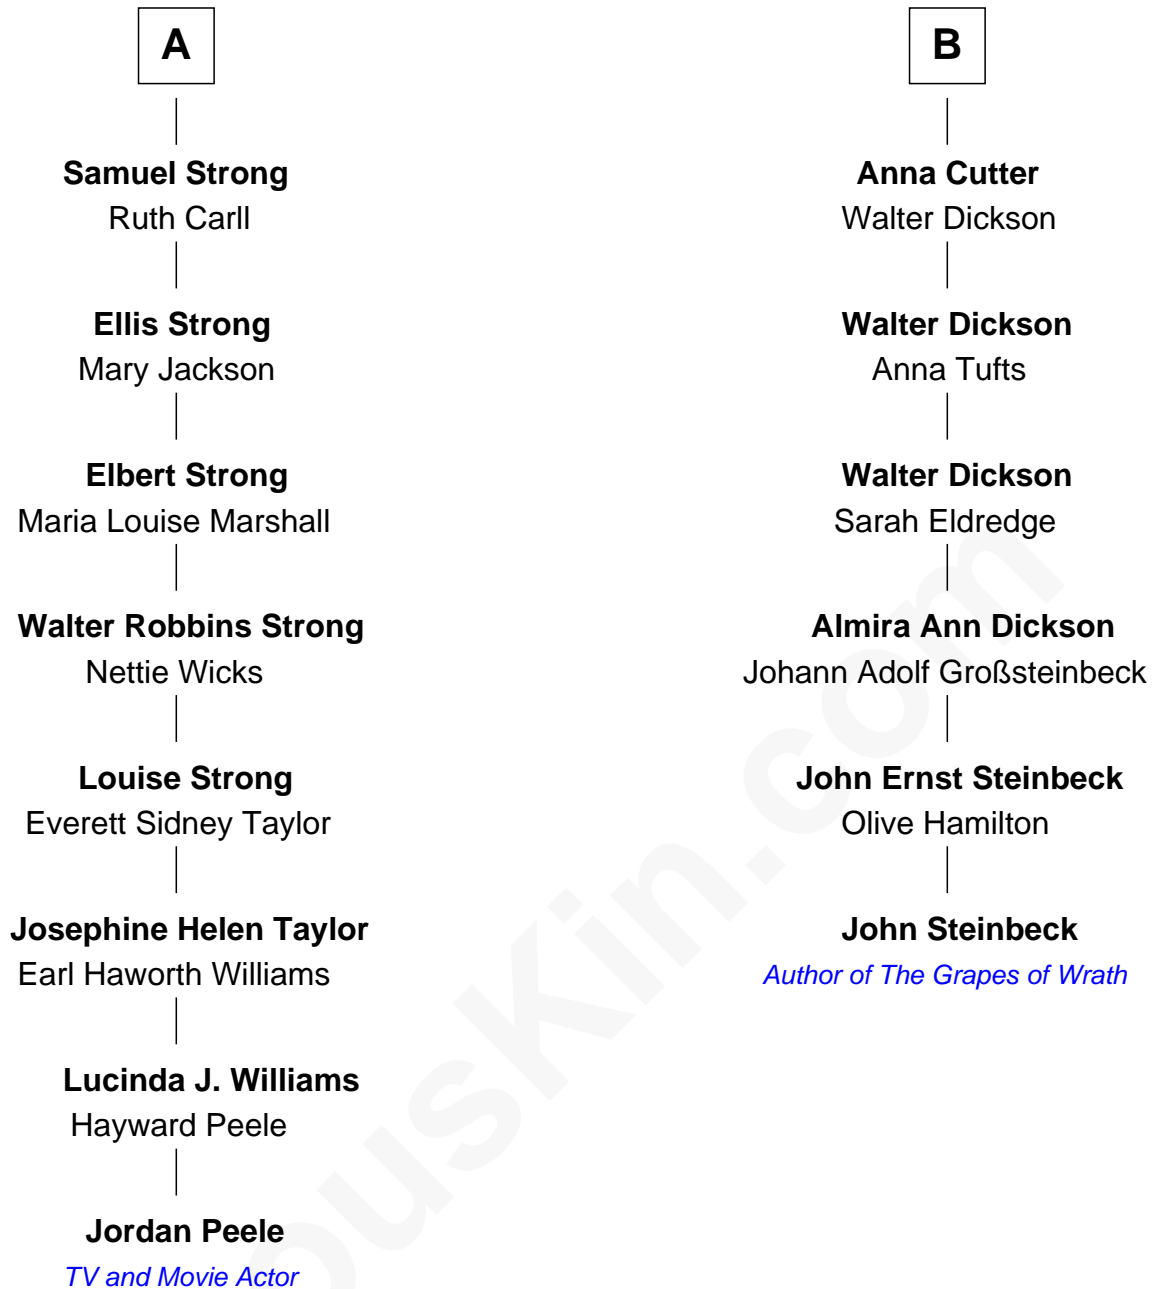 A
Samuel Strong
Ruth Carll
Ellis Strong
Mary Jackson
Elbert Strong
Maria Louise Marshall
Walter Robbins Strong
Nettie Wicks
Louise Strong
Everett Sidney Taylor
Josephine Helen Taylor
Earl Haworth Williams
Lucinda J. Williams
Hayward Peele
Jordan Peele
TV and Movie Actor
B
Anna Cutter
Walter Dickson
Walter Dickson
Anna Tufts
Walter Dickson
Sarah Eldredge
Almira Ann Dickson
Johann Adolf Großsteinbeck
John Ernst Steinbeck
Olive Hamilton
John Steinbeck
Author of The Grapes of Wrath
ousKin.com